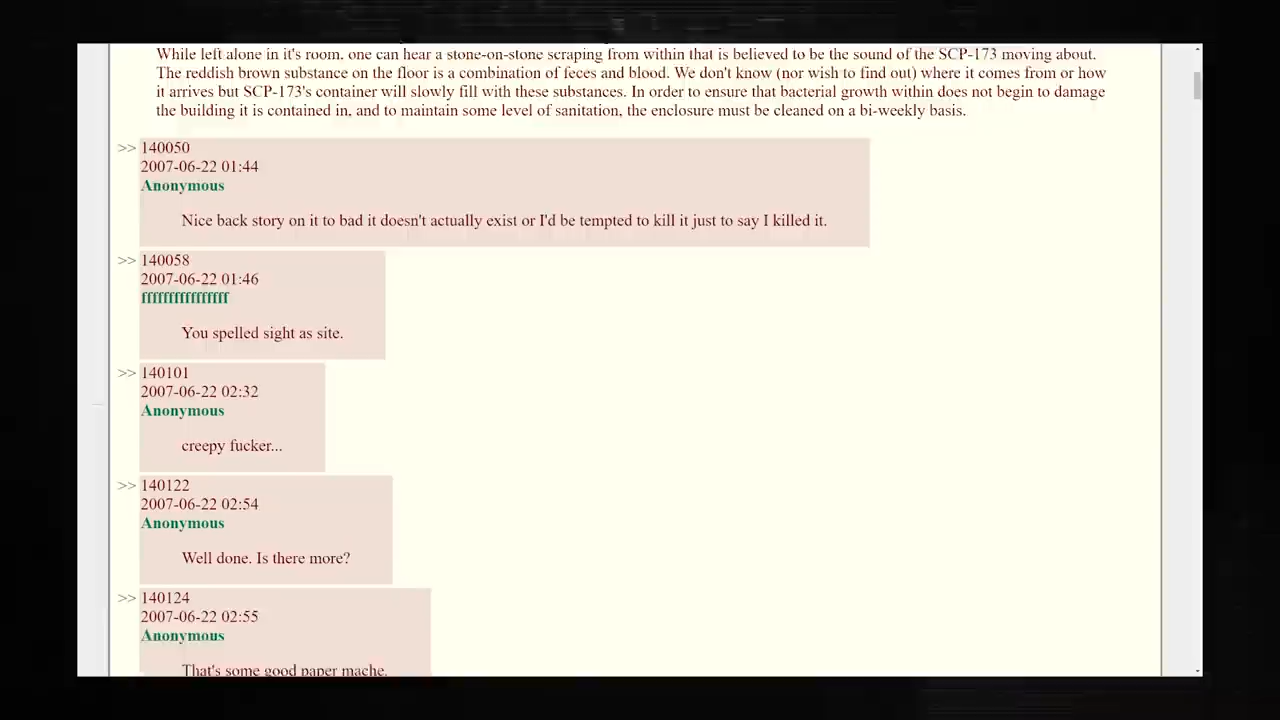 While left alone in it's room. one can hear a stone-on-stone scraping from within that is believed to be the sound of the SCP-173 moving about.
The reddish brown substance on the floor is a combination of feces and blood. We don't know (nor wish to find out) where it comes from or how
it arrives but SCP-173's container will slowly fill with these substances. In order to ensure that bacterial growth within does not begin to damage
the building it is contained in, and to maintain some level of sanitation, the enclosure must be cleaned on a bi-weekly basis.
>> 140050
2007-06-22 01:44
Anonymous
Nice back story on it to bad it doesn't actually exist or I'd be tempted to kill it just to say I killed it.
>> 140058
2007-06-22 01:46
ffffffffffffffff
You spelled sight as site.
>> 140101
2007-06-22 02:32
Anonymous
creepy fucker...
>> 140122
2007-06-22 02:54
Anonymous
Well done. Is there more?
>> 140124
2007-06-22 02:55
Anonymous
That's some good paper mache.